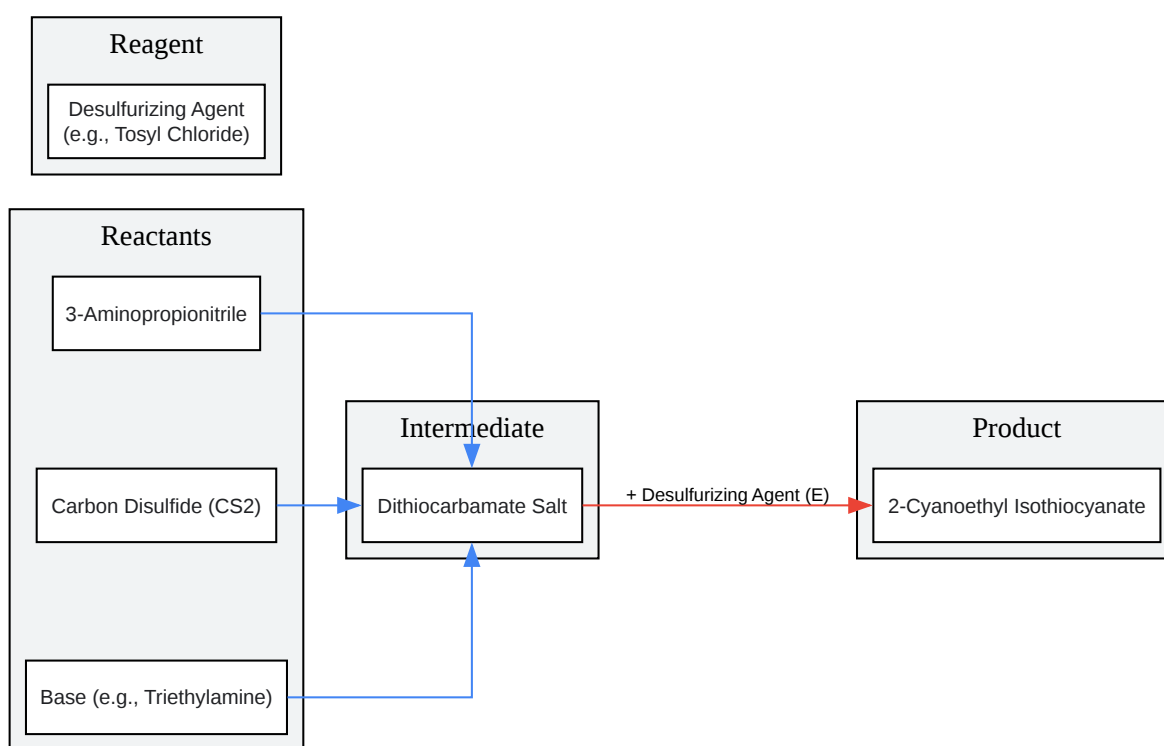 Reagent
Desulfurizing Agent
(e.g., Tosyl Chloride)
Reactants
3-Aminopropionitrile
Carbon Disulfide (CS2)
Base (e.g., Triethylamine)
Intermediate
Dithiocarbamate Salt
+ Desulfurizing Agent (E)
Product
2-Cyanoethyl Isothiocyanate